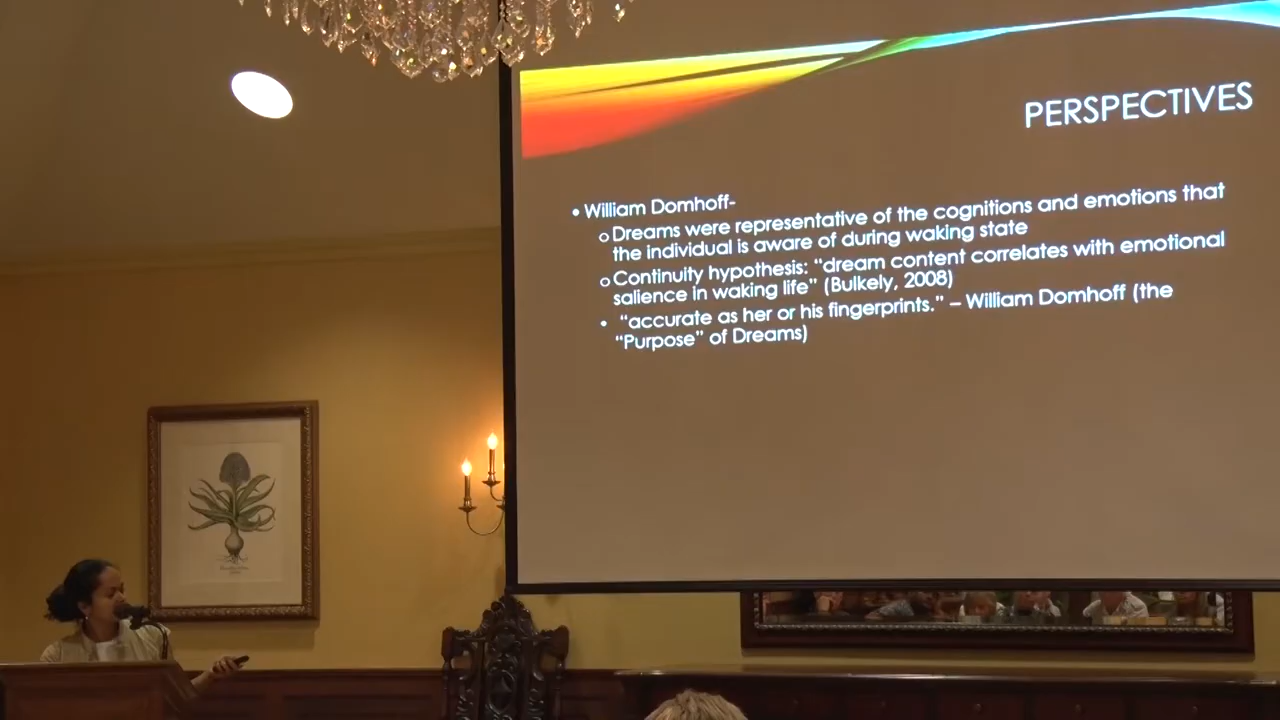 PERSPECTIVES
• William Domhoff-
o Dreams were representative of the cognitions and emotions that
the individual is aware of during waking state
o Continuity hypothesis: “dream content correlates with emotional
salience in waking life” (Bulkely, 2008)
• “accurate as her or his fingerprints.” – William Domhoff (the
“Purpose” of Dreams)